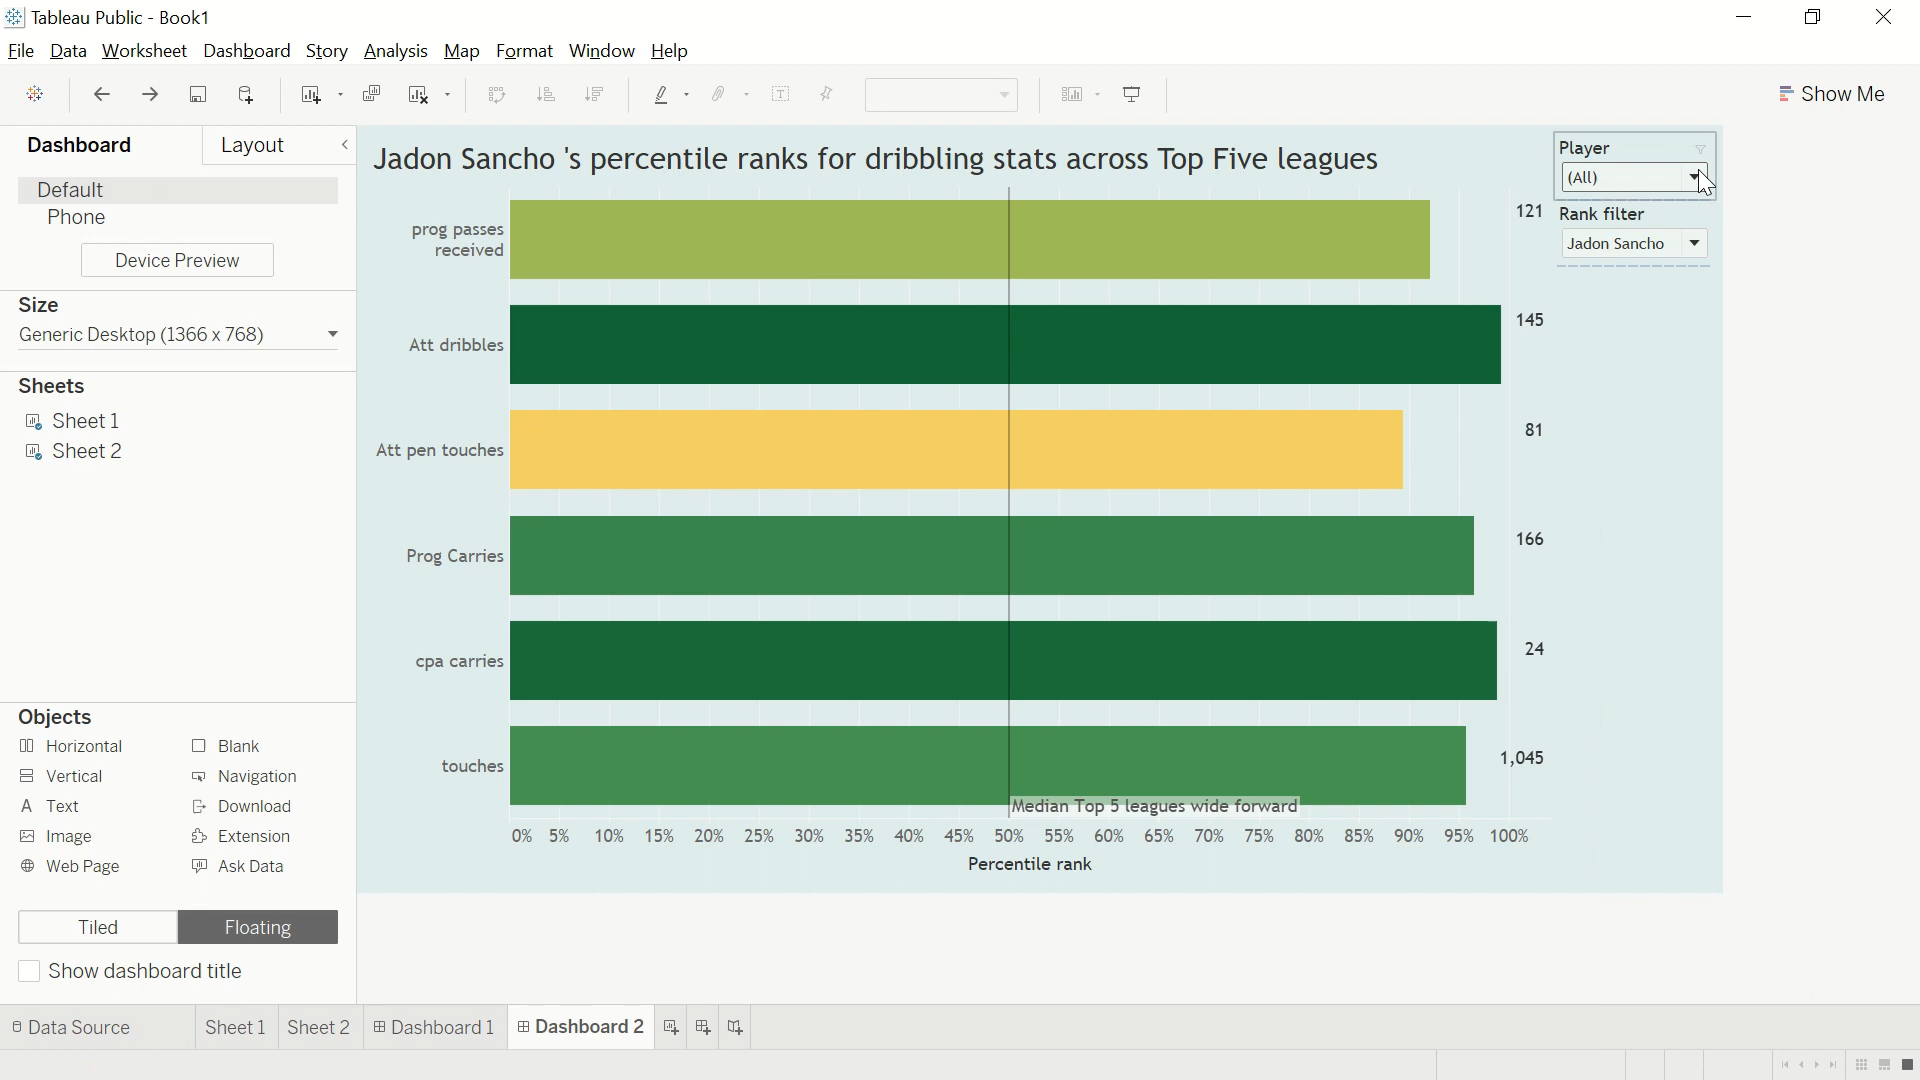 Tableau Public - Book1
File Data Worksheet Dashboard Story Analysis Map Format Window Help
Show Me
Dashboard
Layout
Default
Phone
Device Preview
Size
Generic Desktop (1366 x 768)
Sheets
Sheet 1
Sheet 2
Objects
Horizontal
Blank
Vertical
Navigation
A Text
Download
Image
Extension
Web Page
Ask Data
Tiled
Floating
Show dashboard title
Jadon Sancho 's percentile ranks for dribbling stats across Top Five leagues
prog passes
received
121
Att dribbles
145
Att pen touches
81
Prog Carries
166
cpa carries
24
touches
1,045
Median Top 5 leagues wide forward
0% 5% 10% 15% 20% 25% 30% 35% 40% 45% 50% 55% 60% 65% 70% 75% 80% 85% 90% 95% 100%
Percentile rank
Player
(All)
Rank filter
Jadon Sancho
Data Source
Sheet 1
Sheet 2
Dashboard 1
Dashboard 2